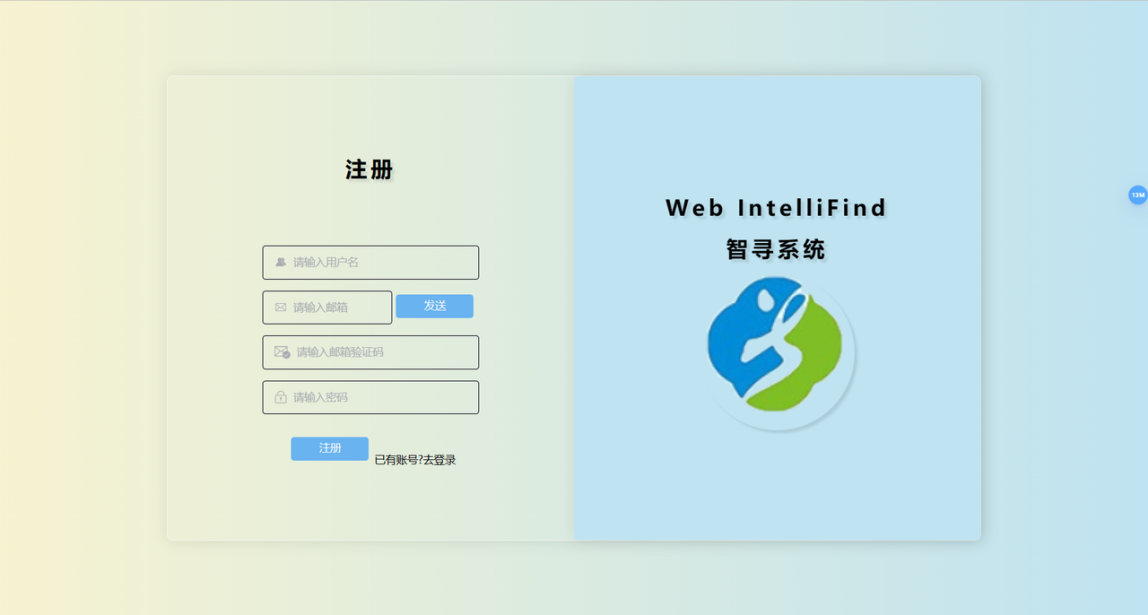 注册
请输入用户名
请输入邮箱
发送
请输入邮箱验证码
请输入密码
注册
已有账号?去登录
Web IntelliFind
智寻系统
13M